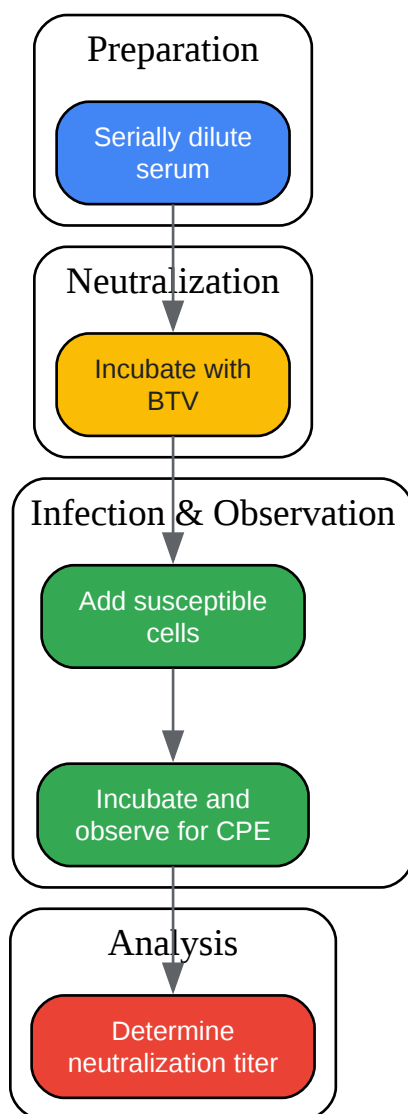 Preparation
Serially dilute
serum
Neutralization
Incubate with
BTV
Infection & Observation
Add susceptible
cells
Incubate and
observe for CPE
Analysis
Determine
neutralization titer